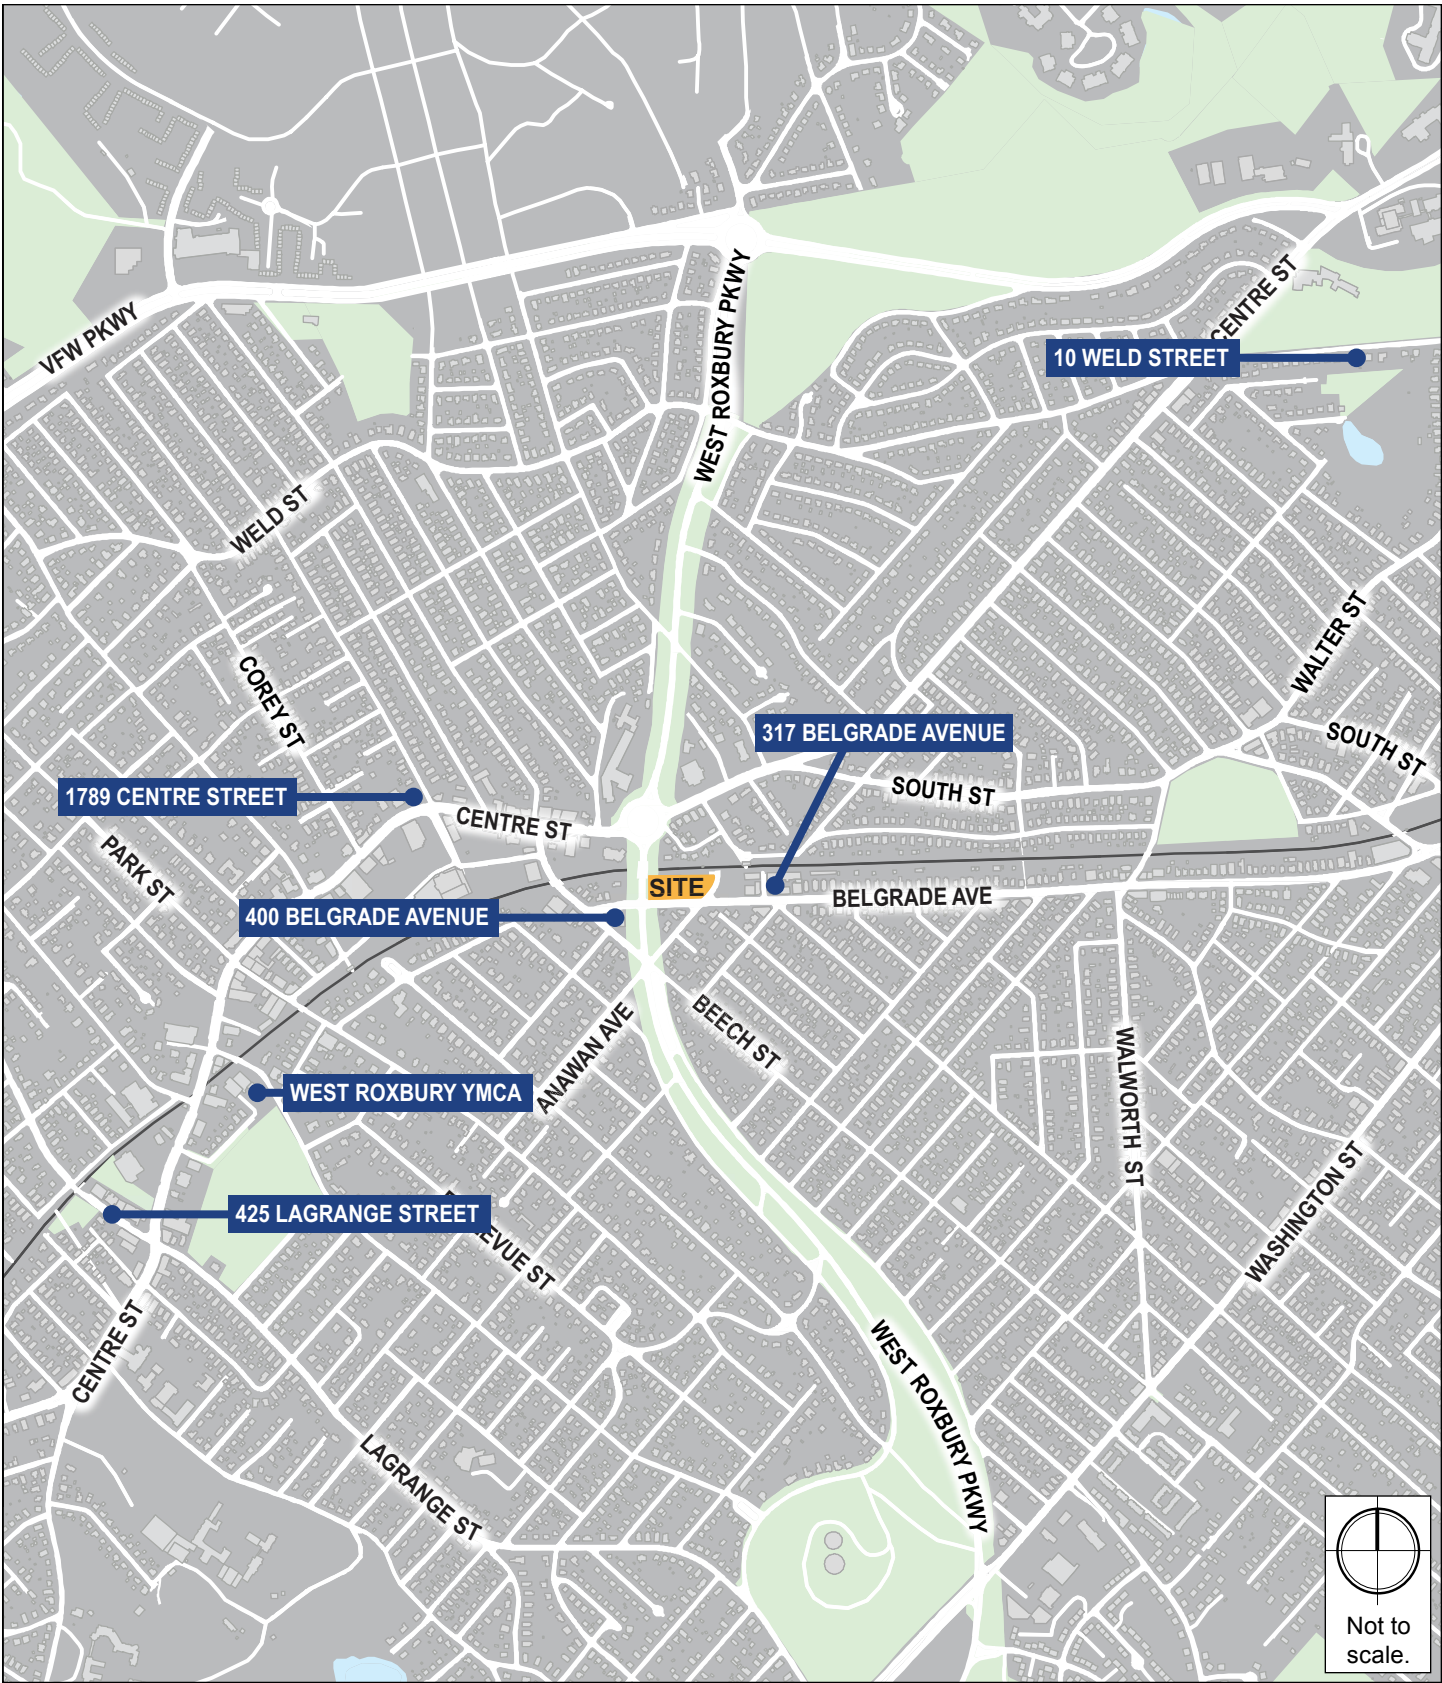 WEST ROXBURY PKWY
CENTRE ST
VFW PKWY
10 WELD STREET
WELD ST
WALTER ST
COREY ST
317 BELGRADE AVENUE
SOUTH ST
SOUTH ST
1789 CENTRE STREET
CENTRE ST
PARK ST
SITE
BELGRADE AVE
400 BELGRADE AVENUE
ANAWAN AVE
BEECH ST
WALWORTH ST
WEST ROXBURY YMCA
WASHINGTON ST
425 LAGRANGE STREET
EVUE ST
CENTRE ST
WEST ROXBURY PKWY
LAGRANGE ST
Not to
scale.